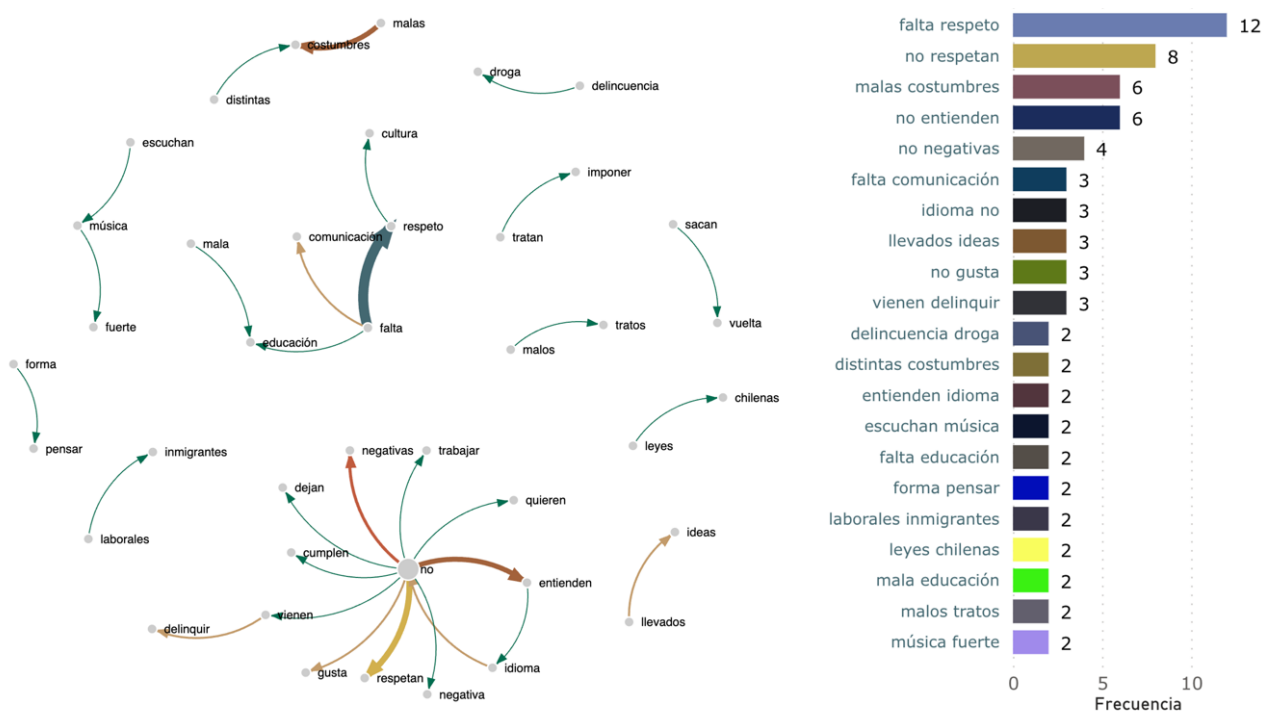 malas
costumbres
droga
delincuencia
distintas
cultura
escuchan
imponer
música
respeto
sacan
comunicación
tratan
mala
fuerte
falta
tratos
vuelta
educación
malos
forma
chilenas
pensar
inmigrantes
leyes
negativas
trabajar
dejan
quieren
laborales
ideas
cumplen
no
entienden
vienen
delinquir
llevados
gusta
respetan
idioma
negativa
falta respeto 12
no respetan 8
malas costumbres 6
no entienden 6
no negativas 4
falta comunicación 3
idioma no 3
llevados ideas 3
no gusta 3
vienen delinquir 3
delincuencia droga 2
distintas costumbres 2
entienden idioma 2
escuchan música 2
falta educación 2
forma pensar 2
laborales inmigrantes 2
leyes chilenas 2
mala educación 2
malos tratos 2
música fuerte 2
0 5 10
Frecuencia